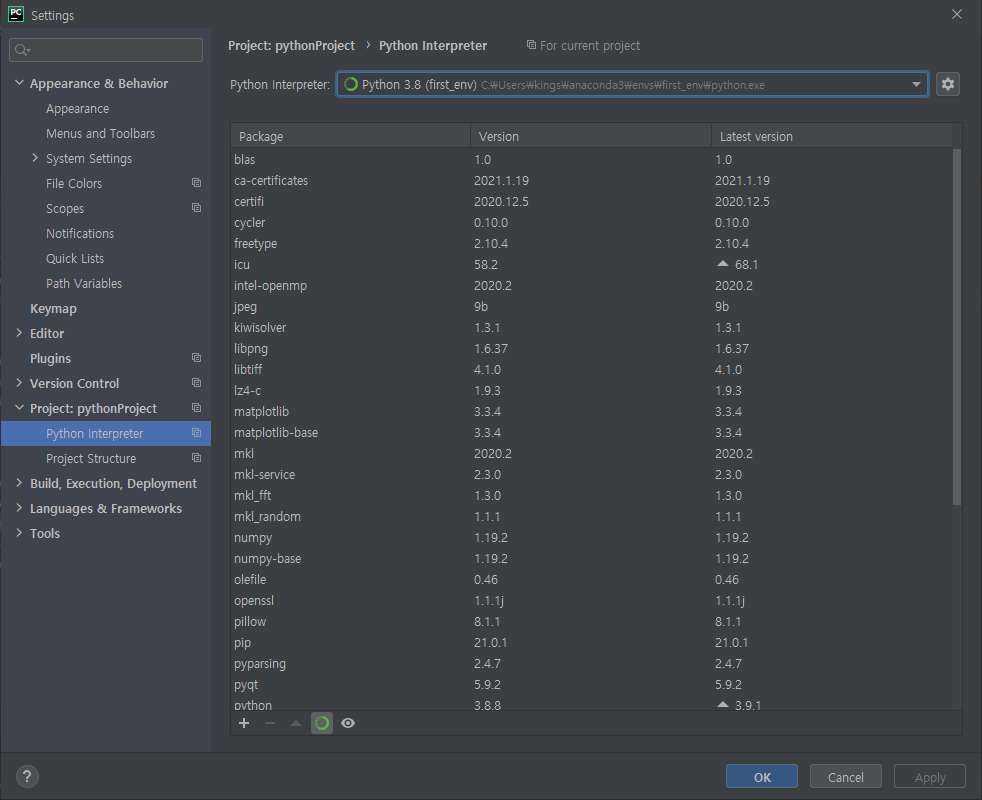 PC
Settings
Appearance & Behavior
Appearance
Menus and Toolbars
System Settings
File Colors
Scopes
Notifications
Quick Lists
Path Variables
Keymap
Editor
Plugins
Version Control
Project: pythonProject
Python Interpreter
Project Structure
Build, Execution, Deployment
Languages & Frameworks
Tools
Project: pythonProject › Python Interpreter For current project
Python Interpreter: Python 3.8 (first_env) C:₩Users₩kings₩anaconda3₩envs₩first_env₩python.exe
Package Version Latest version
blas 1.0 1.0
ca-certificates 2021.1.19 2021.1.19
certifi 2020.12.5 2020.12.5
cycler 0.10.0 0.10.0
freetype 2.10.4 2.10.4
icu 58.2 68.1
intel-openmp 2020.2 2020.2
jpeg 9b 9b
kiwisolver 1.3.1 1.3.1
libpng 1.6.37 1.6.37
libtiff 4.1.0 4.1.0
lz4-c 1.9.3 1.9.3
matplotlib 3.3.4 3.3.4
matplotlib-base 3.3.4 3.3.4
mkl 2020.2 2020.2
mkl-service 2.3.0 2.3.0
mkl_fft 1.3.0 1.3.0
mkl_random 1.1.1 1.1.1
numpy 1.19.2 1.19.2
numpy-base 1.19.2 1.19.2
olefile 0.46 0.46
openssl 1.1.1j 1.1.1j
pillow 8.1.1 8.1.1
pip 21.0.1 21.0.1
pyparsing 2.4.7 2.4.7
pyqt 5.9.2 5.9.2
python 3.8.8 3.9.1
? OK Cancel Apply